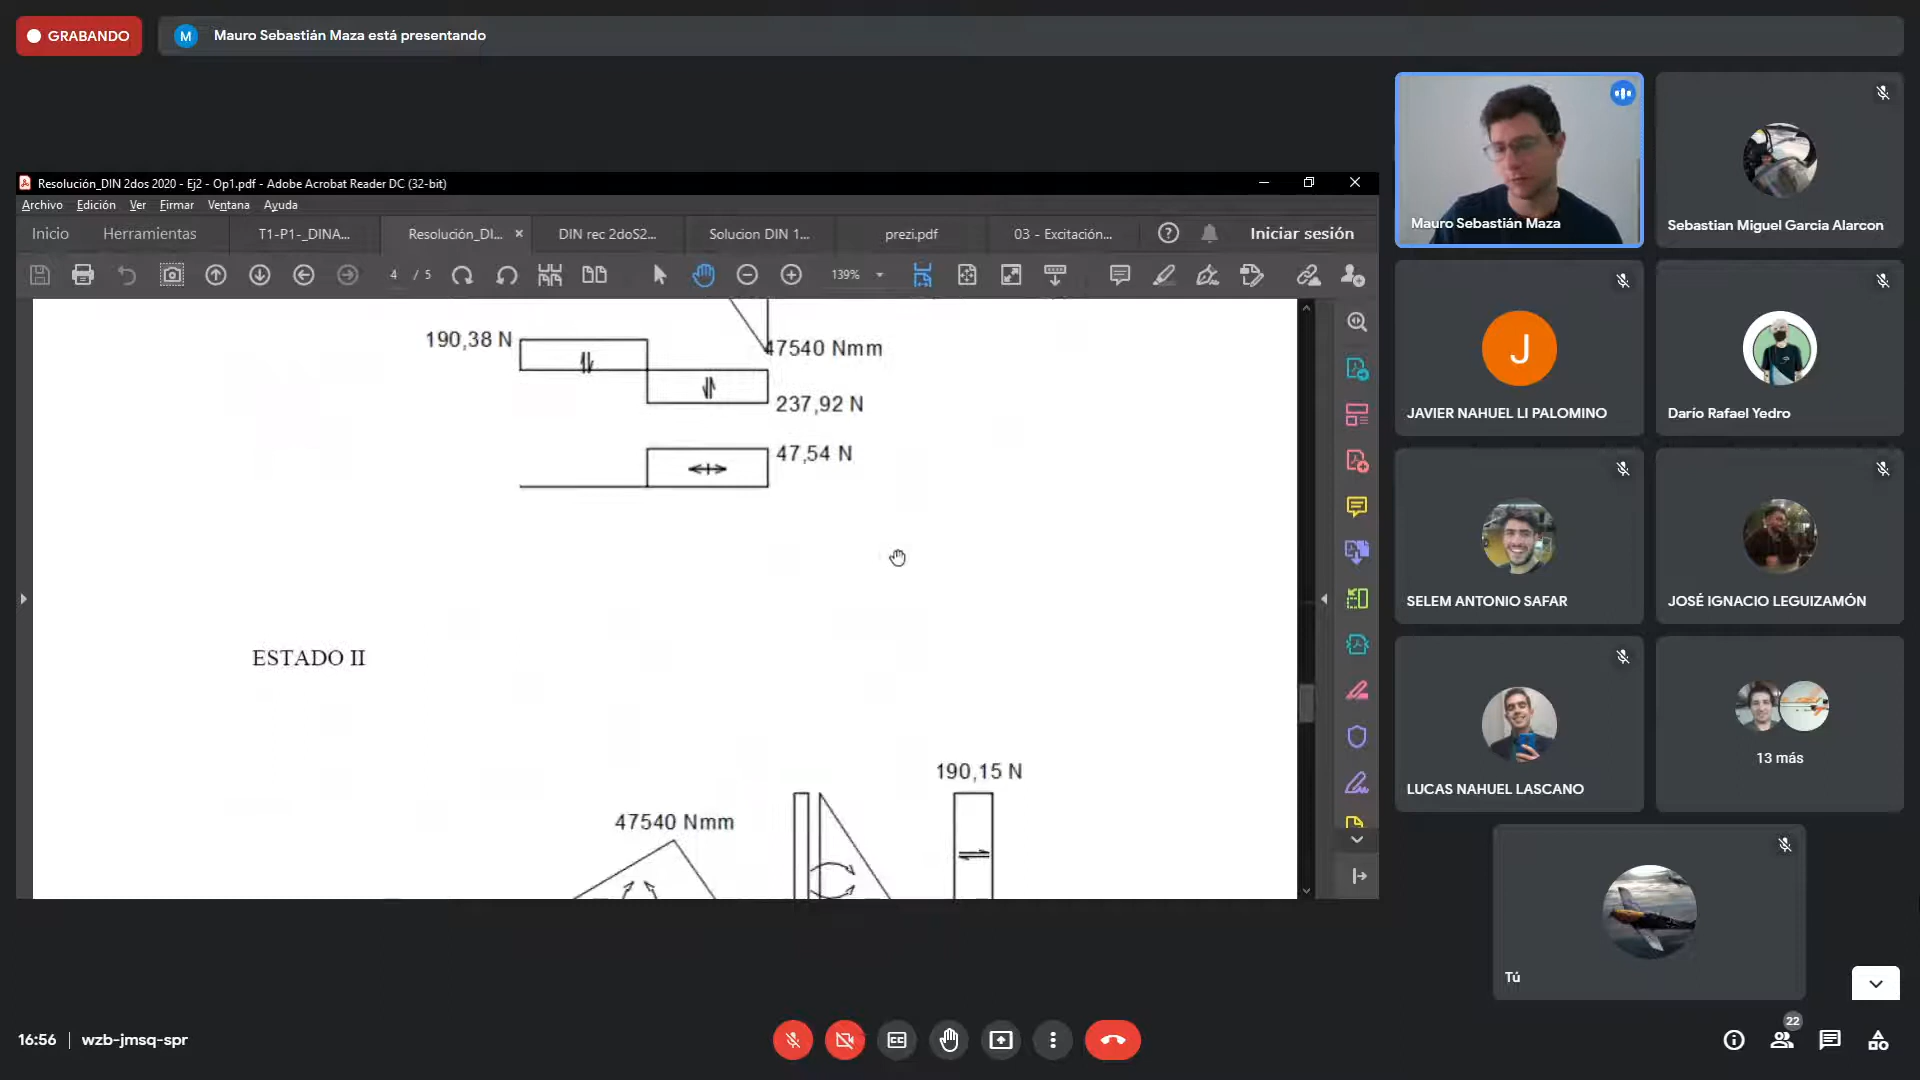 GRABANDO
M
Mauro Sebastián Maza está presentando
Resolución_DIN 2dos 2020 - Ej2 - Op1.pdf - Adobe Acrobat Reader DC (32-bit)
Archivo Edición Ver Firmar Ventana Ayuda
Inicio Herramientas T1-P1-_DINA... Resolución_DI... × DIN rec 2doS2... Solucion DIN 1... prezi.pdf 03 - Excitación... Iniciar sesión
4 / 5 139%
190,38 N
47540 Nmm
237,92 N
47,54 N
ESTADO II
190,15 N
47540 Nmm
Mauro Sebastián Maza
Sebastian Miguel Garcia Alarcon
J
JAVIER NAHUEL LI PALOMINO
Darío Rafael Yedro
SELEM ANTONIO SAFAR
JOSÉ IGNACIO LEGUIZAMÓN
LUCAS NAHUEL LASCANO
13 más
Tú
16:56 | wzb-jmsq-spr
22